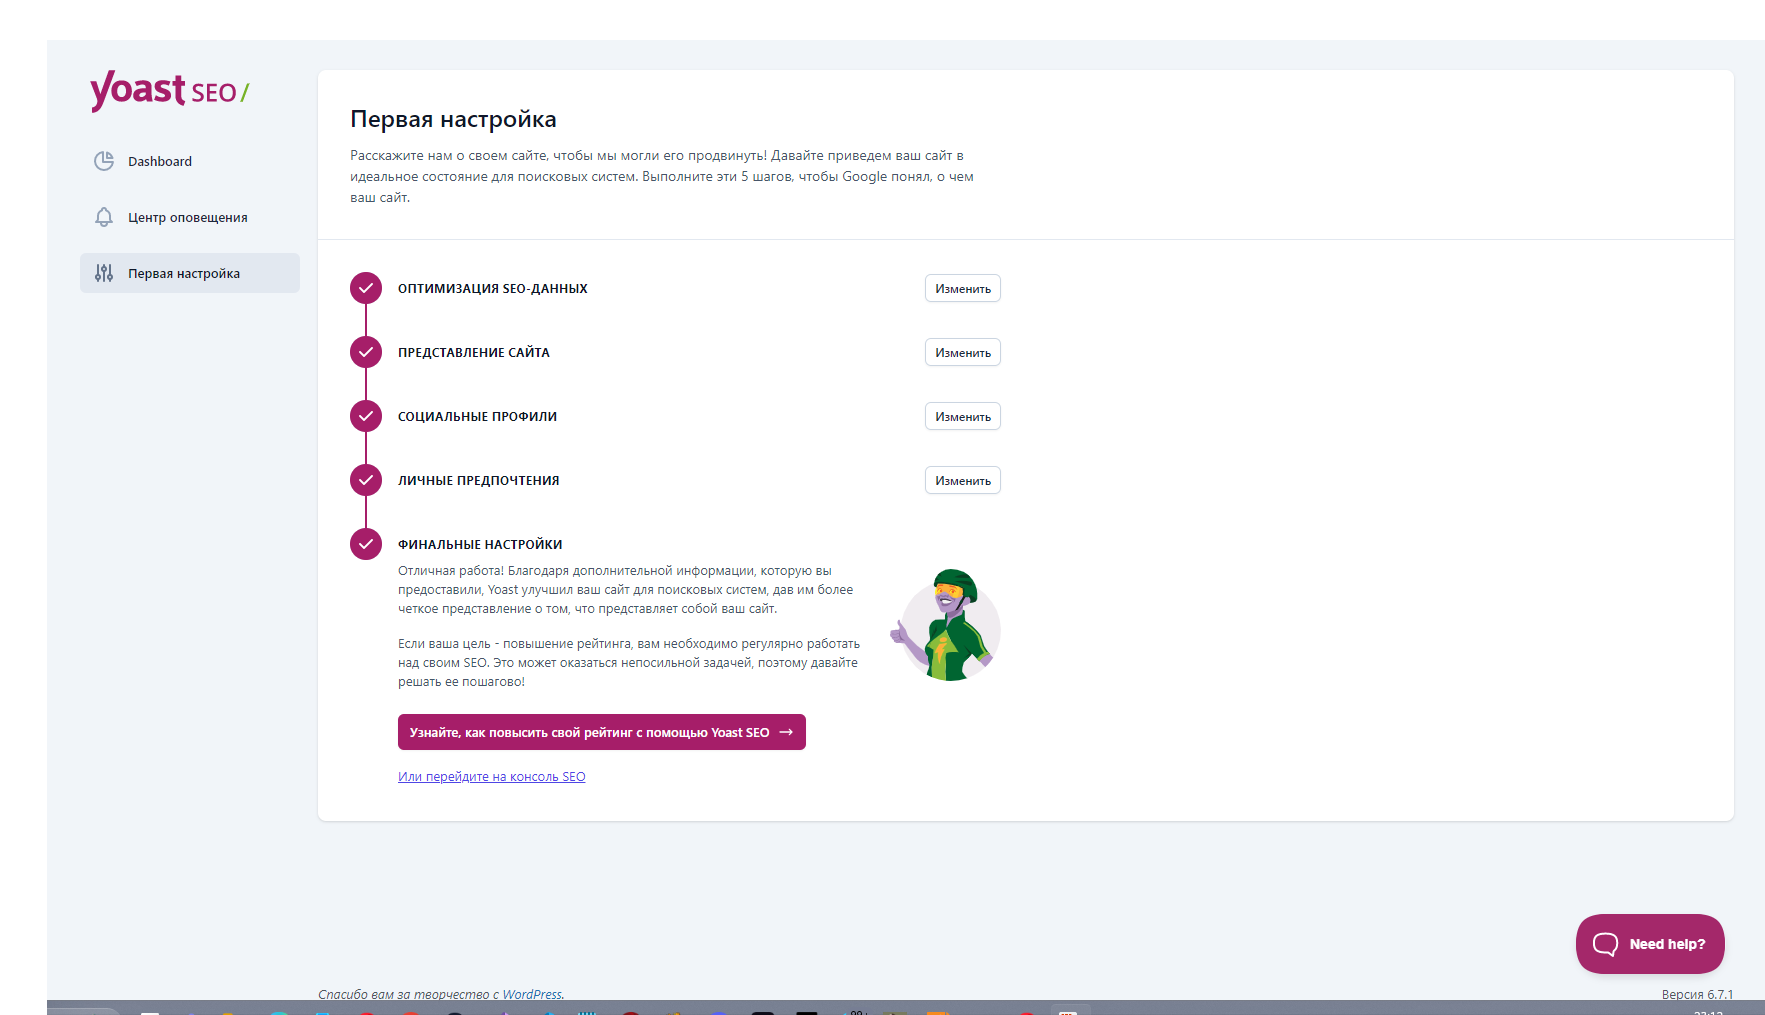 yoast SEO/
Dashboard
Центр оповещения
Первая настройка
Первая настройка
Расскажите нам о своем сайте, чтобы мы могли его продвинуть! Давайте приведем ваш сайт в
идеальное состояние для поисковых систем. Выполните эти 5 шагов, чтобы Google понял, о чем
ваш сайт.
ОПТИМИЗАЦИЯ SEO-ДАННЫХ
Изменить
ПРЕДСТАВЛЕНИЕ САЙТА
Изменить
СОЦИАЛЬНЫЕ ПРОФИЛИ
Изменить
ЛИЧНЫЕ ПРЕДПОЧТЕНИЯ
Изменить
ФИНАЛЬНЫЕ НАСТРОЙКИ
Отличная работа! Благодаря дополнительной информации, которую вы
предоставили, Yoast улучшил ваш сайт для поисковых систем, дав им более
четкое представление о том, что представляет собой ваш сайт.
Если ваша цель - повышение рейтинга, вам необходимо регулярно работать
над своим SEO. Это может оказаться непосильной задачей, поэтому давайте
решать ее пошагово!
Узнайте, как повысить свой рейтинг с помощью Yoast SEO →
Или перейдите на консоль SEO
Need help?
Спасибо вам за творчество с WordPress.
Версия 6.7.1